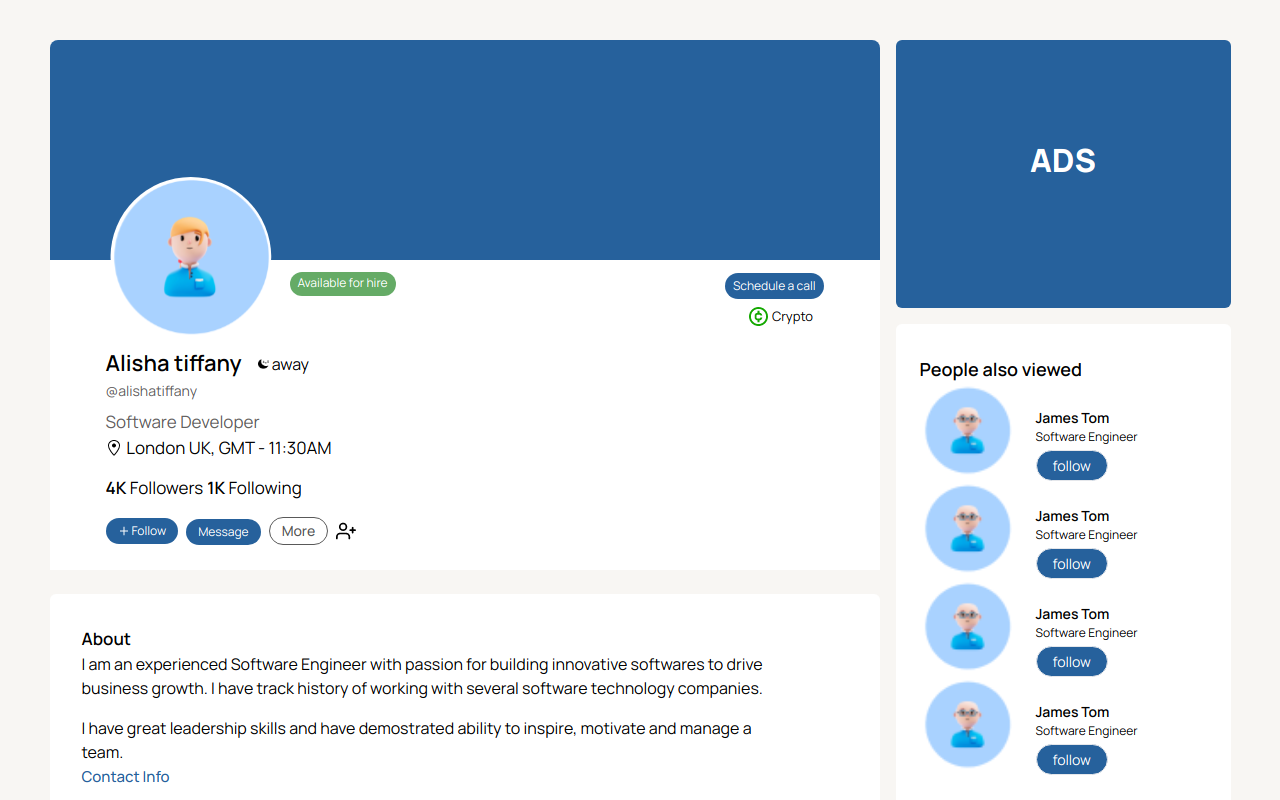 ADS
Available for hire
Schedule a call
Crypto
Alisha tiffany
away
@alishatiffany
Software Developer
London UK, GMT - 11:30AM
4K Followers 1K Following
+ Follow
Message
More
About
I am an experienced Software Engineer with passion for building innovative softwares to drive
business growth. I have track history of working with several software technology companies.
I have great leadership skills and have demostrated ability to inspire, motivate and manage a
team.
Contact Info
People also viewed
James Tom
Software Engineer
follow
James Tom
Software Engineer
follow
James Tom
Software Engineer
follow
James Tom
Software Engineer
follow